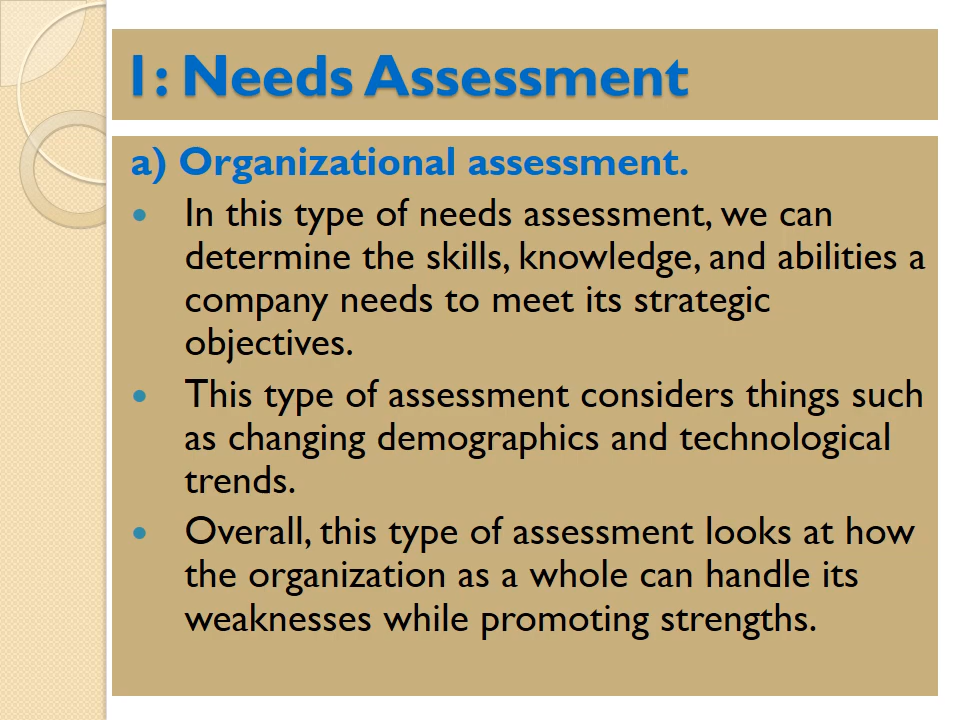 1: Needs Assessment
a) Organizational assessment.
• In this type of needs assessment, we can
determine the skills, knowledge, and abilities a
company needs to meet its strategic
objectives.
• This type of assessment considers things such
as changing demographics and technological
trends.
• Overall, this type of assessment looks at how
the organization as a whole can handle its
weaknesses while promoting strengths.